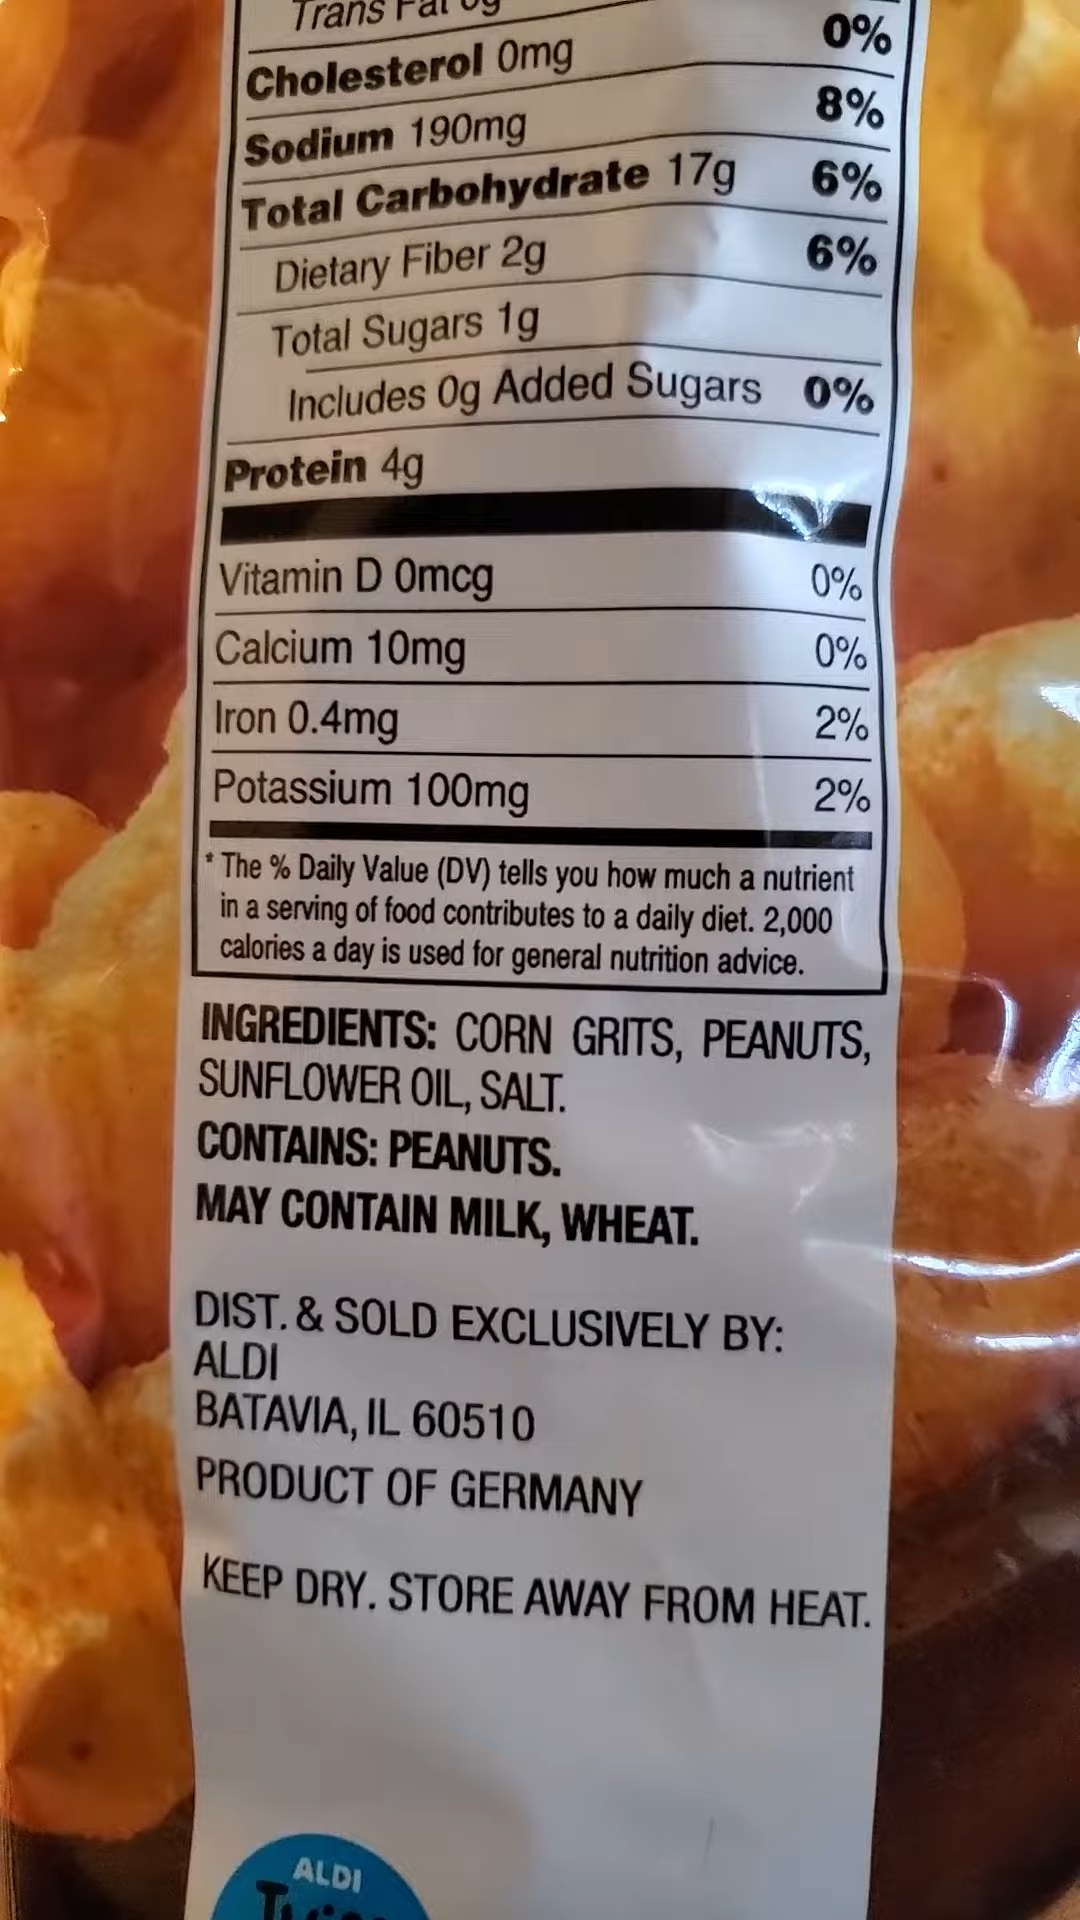 Trans Fat 0g
0%
Cholesterol 0mg
8%
Sodium 190mg
Total Carbohydrate 17g 6%
Dietary Fiber 2g 6%
Total Sugars 1g
Includes 0g Added Sugars 0%
Protein 4g
Vitamin D 0mcg 0%
Calcium 10mg 0%
Iron 0.4mg 2%
Potassium 100mg 2%
* The % Daily Value (DV) tells you how much a nutrient
in a serving of food contributes to a daily diet. 2,000
calories a day is used for general nutrition advice.
INGREDIENTS: CORN GRITS, PEANUTS,
SUNFLOWER OIL, SALT.
CONTAINS: PEANUTS.
MAY CONTAIN MILK, WHEAT.
DIST. & SOLD EXCLUSIVELY BY:
ALDI
BATAVIA, IL 60510
PRODUCT OF GERMANY
KEEP DRY. STORE AWAY FROM HEAT.
ALDI